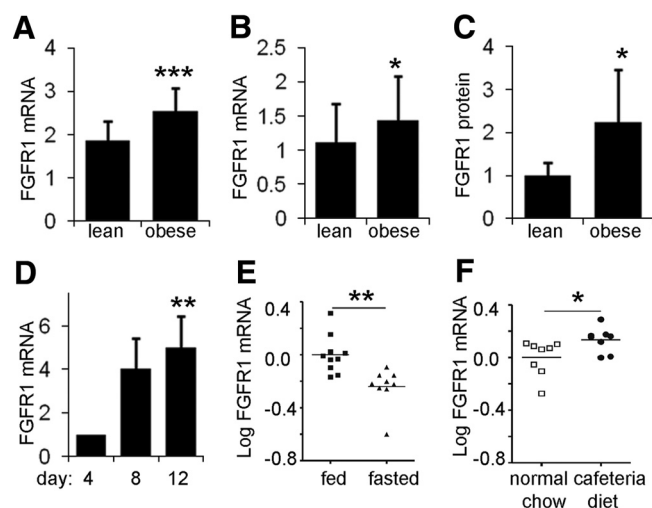 A
FGFR1 mRNA
4
3
2
1
0
***
lean obese
B
FGFR1 mRNA
2.5
2
1.5
1
0.5
0
*
lean obese
C
FGFR1 protein
4
3
2
1
0
*
lean obese
D
FGFR1 mRNA
6
4
2
0
**
day: 4 8 12
E
Log FGFR1 mRNA
0.4
0.0
-0.4
-0.8
**
fed fasted
F
Log FGFR1 mRNA
0.4
0.0
-0.4
-0.8
*
normal cafeteria
chow diet